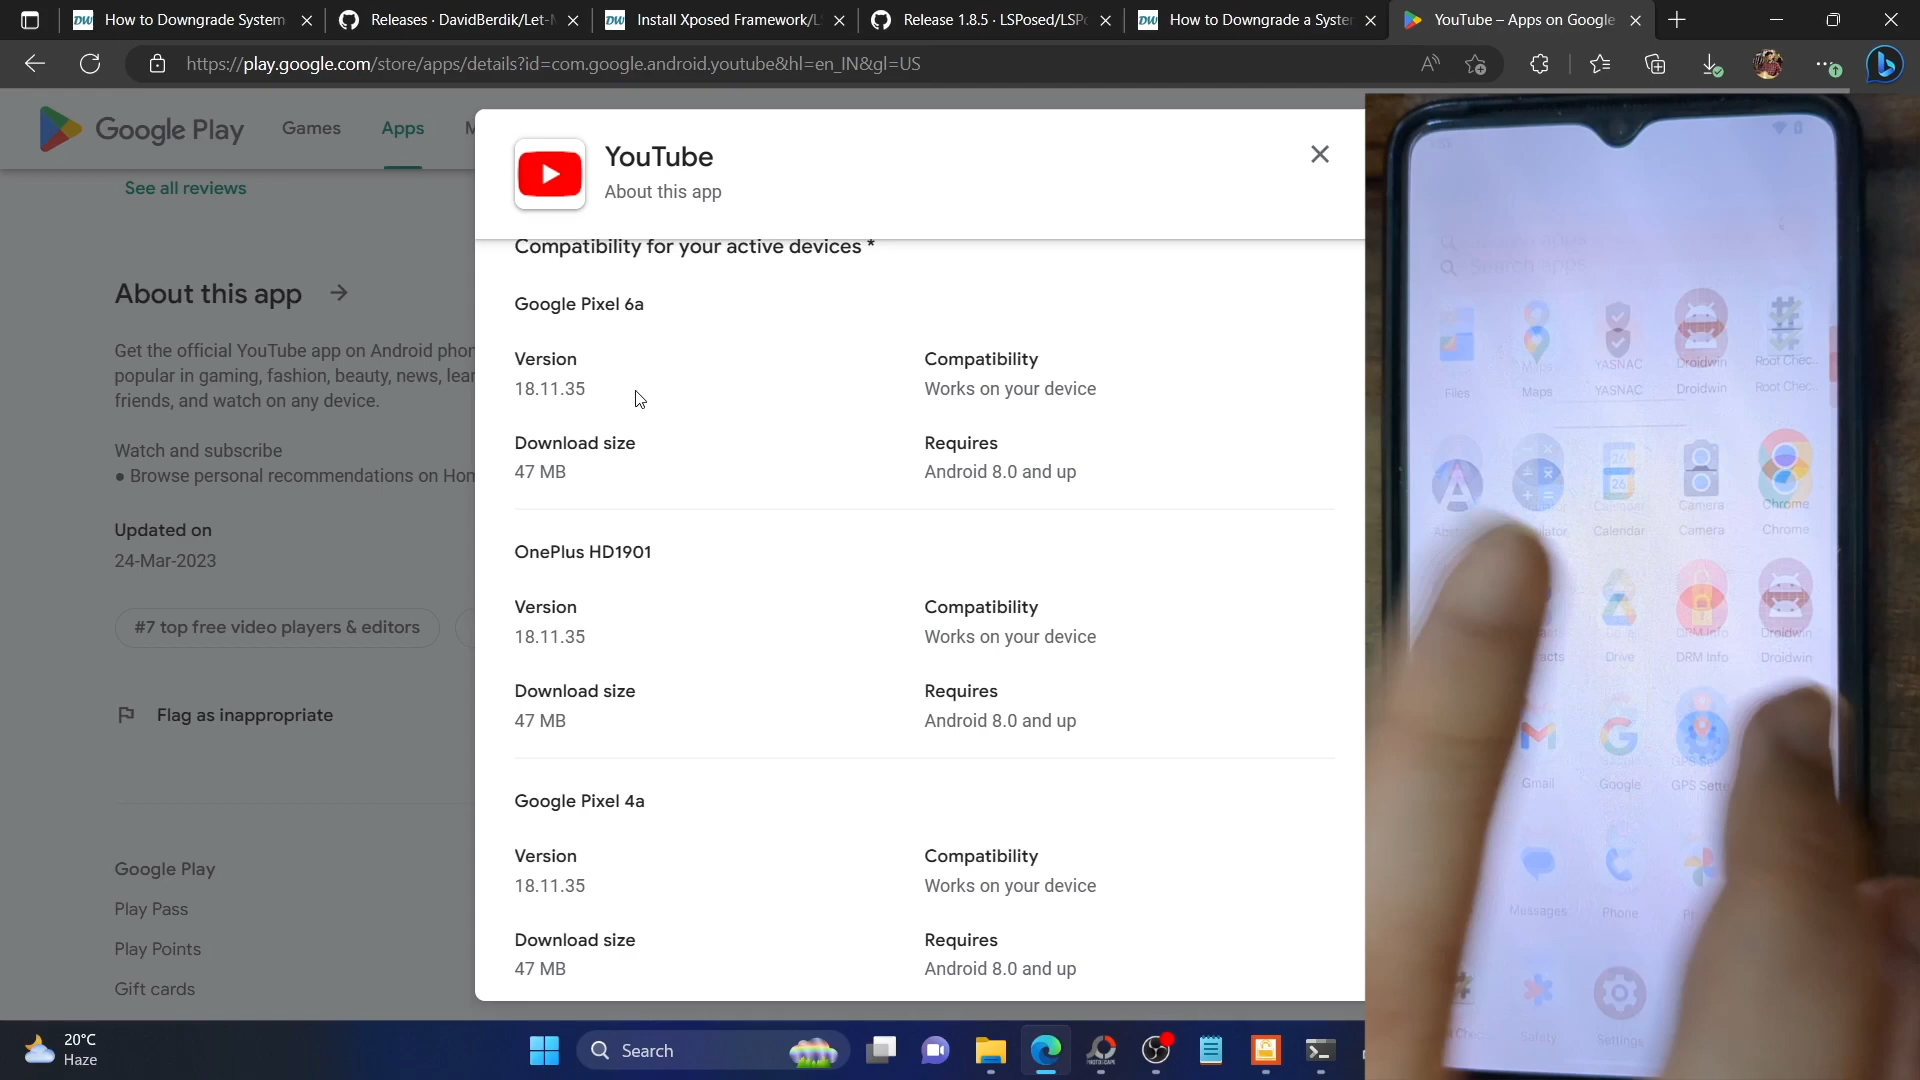 How to Downgrade System
Releases · DavidBerdik/Let-
Install Xposed Framework/LS
Release 1.8.5 · LSPosed/LSP
How to Downgrade a Syste
YouTube – Apps on Google
https://play.google.com/store/apps/details?id=com.google.android.youtube&hl=en_IN&gl=US
Google Play
Games
Apps
See all reviews
About this app
Get the official YouTube app on Android phon
popular in gaming, fashion, beauty, news, lear
friends, and watch on any device.
Watch and subscribe
● Browse personal recommendations on Hom
Updated on
24-Mar-2023
#7 top free video players & editors
Flag as inappropriate
Google Play
Play Pass
Play Points
Gift cards
YouTube
About this app
Compatibility for your active devices *
Google Pixel 6a
Version
Compatibility
18.11.35
Works on your device
Download size
Requires
47 MB
Android 8.0 and up
OnePlus HD1901
Version
Compatibility
18.11.35
Works on your device
Download size
Requires
47 MB
Android 8.0 and up
Google Pixel 4a
Version
Compatibility
18.11.35
Works on your device
Download size
Requires
47 MB
Android 8.0 and up
Search apps
Files
Maps
YASNAC
Droidwin
Root Chec..
Calendar
Camera
Chrome
Drive
DRM Info
Droidwin
Gmail
Google
GPS Sette
Messages
Phone
Safety
Settings
20°C
Haze
Search